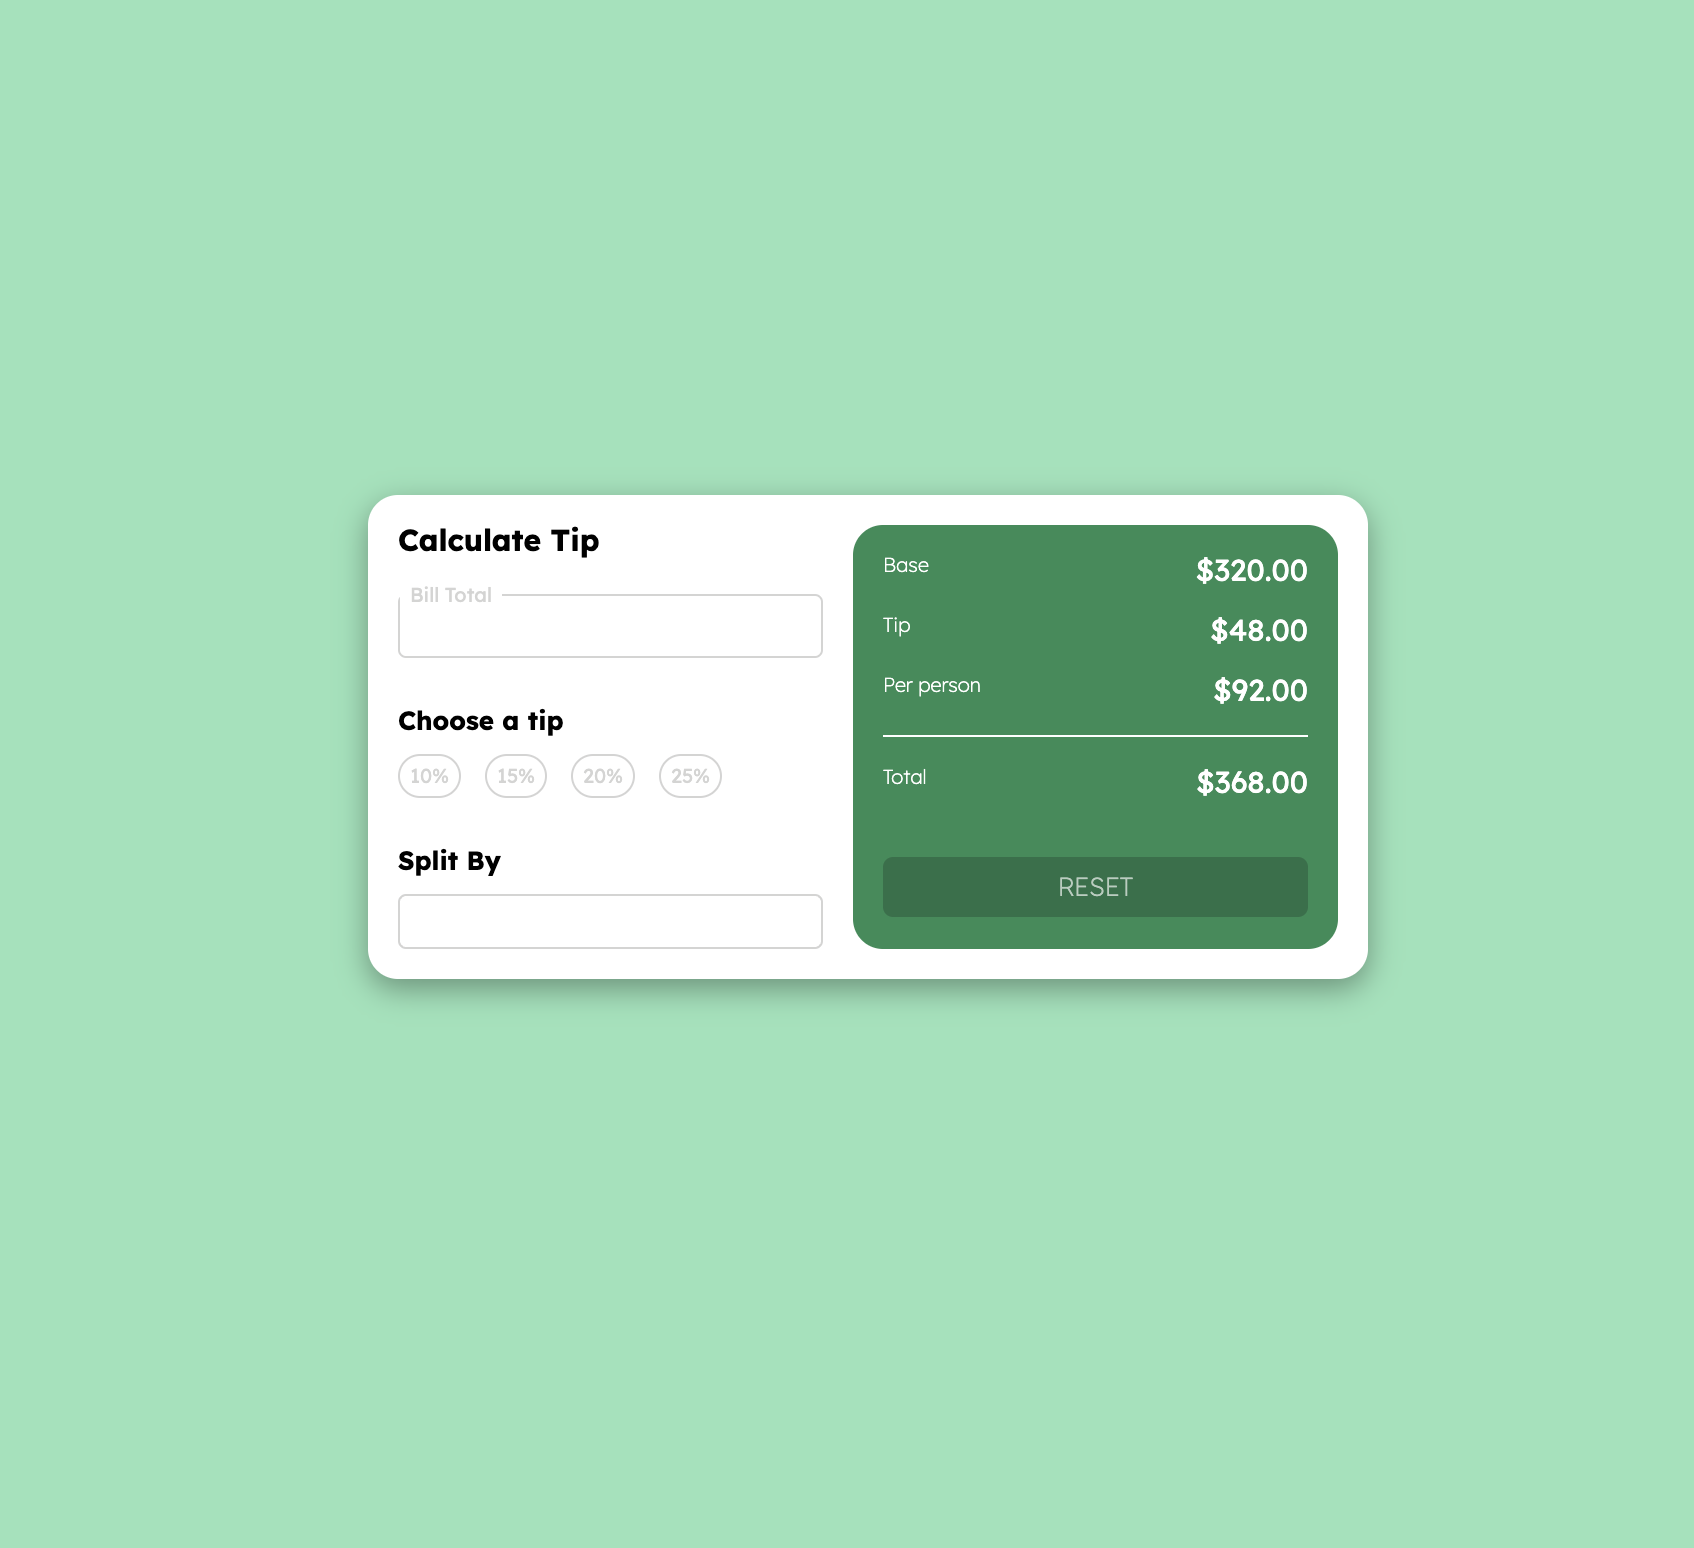 Calculate Tip
Bill Total
Choose a tip
10% 15% 20% 25%
Split By
Base $320.00
Tip $48.00
Per person $92.00
Total $368.00
RESET